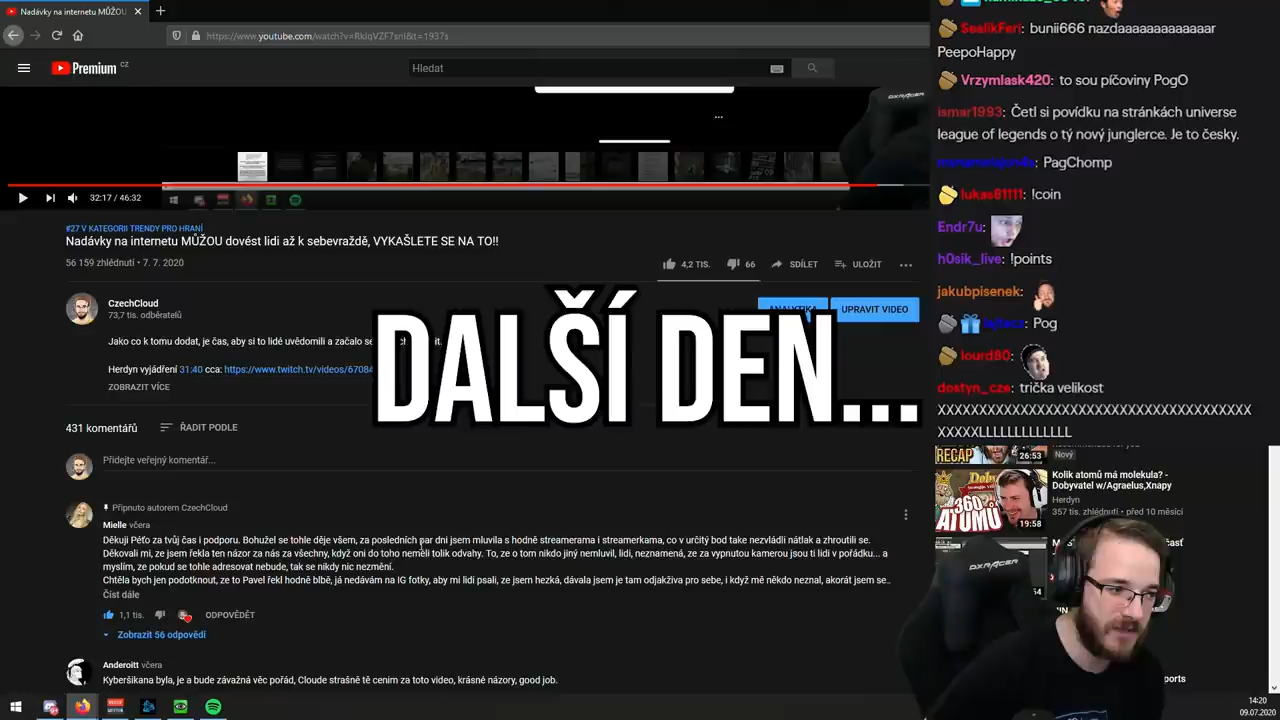 Nadávky na internetu MŮŽOU
https://www.youtube.com/watch?v=RkIqVZF7snI&t=1937s
Premium CZ
Hledat
DXRACER
...
32:17 / 46:32
#27 V KATEGORII TRENDY PRO HRANÍ
Nadávky na internetu MŮŽOU dovést lidi až k sebevraždě, VYKAŠLETE SE NA TO!!
56 159 zhlédnutí • 7. 7. 2020
4,2 TIS.
66
SDÍLET
ULOŽIT
CzechCloud
73,7 tis. odběratelů
ANALYTIKA
UPRAVIT VIDEO
Jako co k tomu dodat, je čas, aby si to lidé uvědomili a začalo se
Herdyn vyjádření 31:40 cca: https://www.twitch.tv/videos/67084
ZOBRAZIT VÍCE
DALŠÍ DEN...
431 komentářů
ŘADIT PODLE
Přidejte veřejný komentář...
Připnuto autorem CzechCloud
Mielle včera
Děkuji Péťo za tvůj čas i podporu. Bohužel se tohle děje všem, za posledních par dni jsem mluvila s hodně streamerama i streamerkama, co v určitý bod take nezvládli nátlak a zhroutili se.
Děkovali mi, ze jsem řekla ten názor za nás za všechny, když oni do toho neměli tolik odvahy. To, ze o tom nikdo jiný nemluvil, lidi, neznamená, ze za vypnutou kamerou jsou ti lidi v pořádku... a
myslím, ze pokud se tohle adresovat nebude, tak se nikdy nic nezmění.
Chtěla bych jen podotknout, ze to Pavel řekl hodně blbě, já nedávám na IG fotky, aby mi lidi psali, ze jsem hezká, dávala jsem je tam odjakživa pro sebe, i když mě někdo neznal, akorát jsem se..
Číst dále
1,1 tis.
ODPOVĚDĚT
Zobrazit 56 odpovědí
Anderoitt včera
Kyberšikana byla, je a bude závažná věc pořád, Cloude strašně tě cenim za toto video, krásné názory, good job.
SealikFeri: bunii666 nazdaaaaaaaaaaaar
PeepoHappy
Vrzymlask420: to sou píčoviny PogO
ismar1993: Četl si povídku na stránkách universe
league of legends o tý nový junglerce. Je to česky.
PagChomp
lukas81111: !coin
Endr7u:
h0sik_live: !points
jakubpisenek:
Pog
lourd80:
dostyn_cze: trička velikost
XXXXXXXXXXXXXXXXXXXXXXXXXXXXXXXXXXX
XXXXXLLLLLLLLLLLLL
RECAP
26:53
Nový
360
ATOMŮ
19:58
Kolik atomů má molekula? -
Dobyvatel w/Agraelus,Xnapy
Herdyn
357 tis. zhlédnutí • před 10 měsíci
DXRACER
14:20
09.07.2020